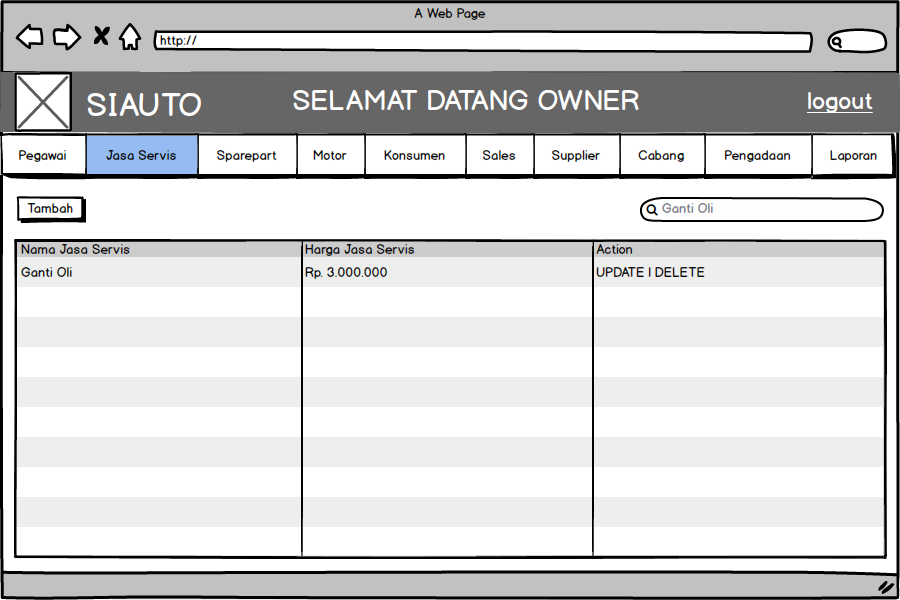 A Web Page
http://
SIAUTO
SELAMAT DATANG OWNER
logout
Pegawai
Jasa Servis
Sparepart
Motor
Konsumen
Sales
Supplier
Cabang
Pengadaan
Laporan
Tambah
Ganti Oli
Nama Jasa Servis
Harga Jasa Servis
Action
Ganti Oli
Rp. 3.000.000
UPDATE | DELETE